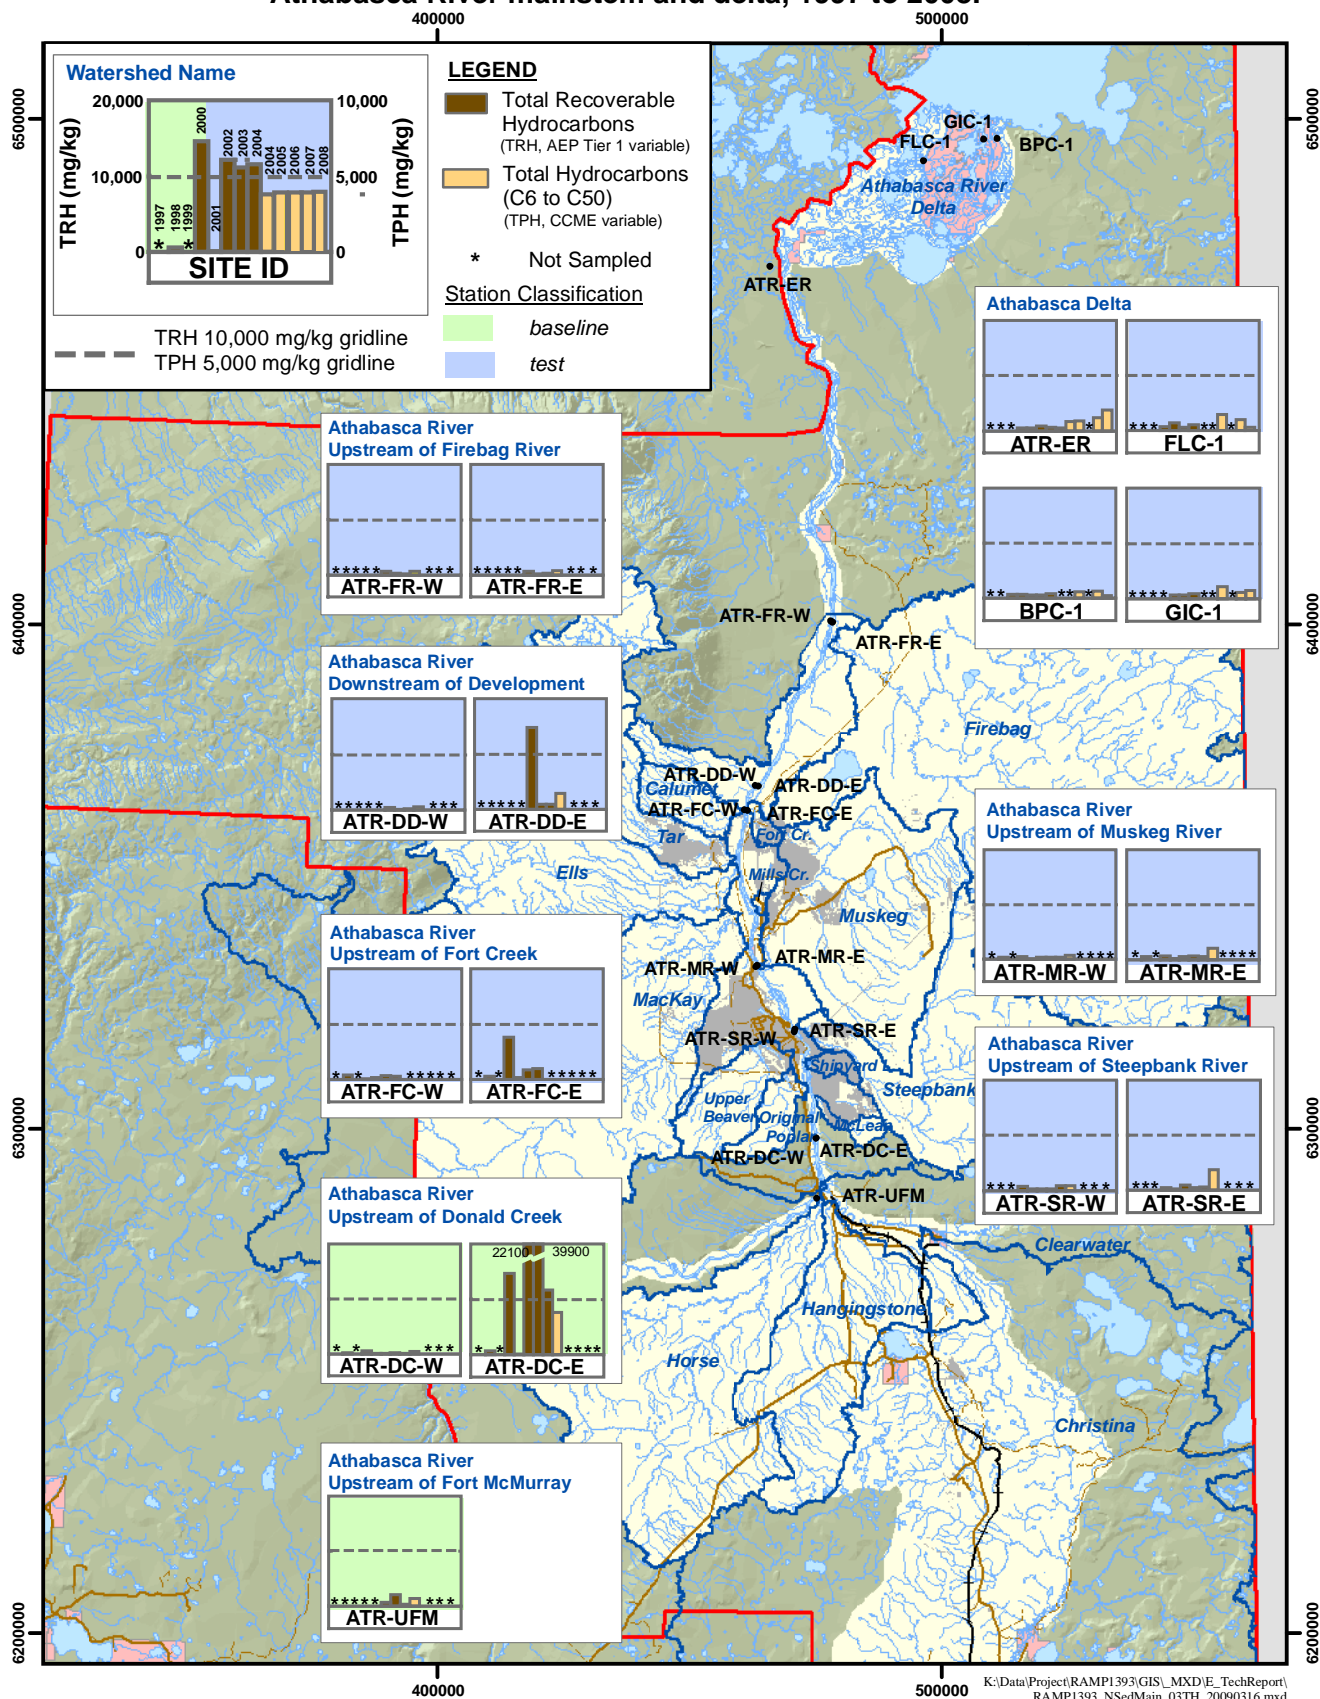 400000
500000
Watershed Name
20,000
10,000
0
TRH (mg/kg)
10,000
5,000
0
TPH (mg/kg)
* 1997
1998
* 1999
2000
2001
2002
2003
2004
2004
2005
2006
2007
2008
SITE ID
LEGEND
Total Recoverable
Hydrocarbons
(TRH, AEP Tier 1 variable)
Total Hydrocarbons
(C6 to C50)
(TPH, CCME variable)
* Not Sampled
Station Classification
baseline
test
TRH 10,000 mg/kg gridline
TPH 5,000 mg/kg gridline
6500000
6500000
GIC-1
FLC-1
BPC-1
Athabasca River
Delta
ATR-ER
Athabasca Delta
***
*
ATR-ER
***
**
*
FLC-1
**
**
*
BPC-1
****
**
*
GIC-1
Athabasca River
Upstream of Firebag River
*****
***
ATR-FR-W
*****
***
ATR-FR-E
6400000
6400000
ATR-FR-W
ATR-FR-E
Athabasca River
Downstream of Development
*****
***
ATR-DD-W
*****
***
ATR-DD-E
Firebag
ATR-DD-W
ATR-DD-E
Calumet
ATR-FC-W
ATR-FC-E
Tar
Fort Cr.
Ells
Mills Cr.
Muskeg
Athabasca River
Upstream of Muskeg River
*
*
****
ATR-MR-W
*
*
****
ATR-MR-E
Athabasca River
Upstream of Fort Creek
*
*
*****
ATR-FC-W
*
*
*****
ATR-FC-E
ATR-MR-W
ATR-MR-E
MacKay
ATR-SR-W
ATR-SR-E
Shipyard
Steepbank
Upper
Beaver
Original
Poplar
McLean
ATR-DC-W
ATR-DC-E
ATR-UFM
Athabasca River
Upstream of Steepbank River
***
***
ATR-SR-W
***
***
ATR-SR-E
6300000
6300000
Athabasca River
Upstream of Donald Creek
*
*
***
ATR-DC-W
22100
39900
*
*
****
ATR-DC-E
Clearwater
Hangingstone
Horse
Christina
Athabasca River
Upstream of Fort McMurray
*****
***
ATR-UFM
6200000
6200000
400000
500000
K:\Data\Project\RAMP1393\GIS\_MXD\E_TechReport\